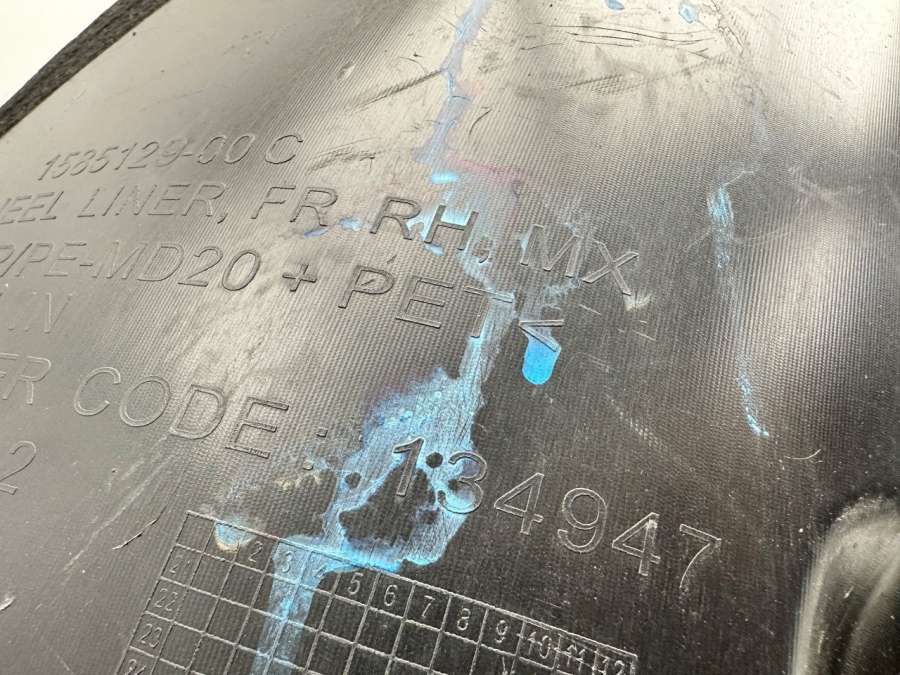 1585129-00 C
EEL LINER, FR RH, MX
P/PE-MD20 + PET <
ER CODE: 134947
2
2 3 4 5 6 7 8 9 10 11 12
21
22
23
24